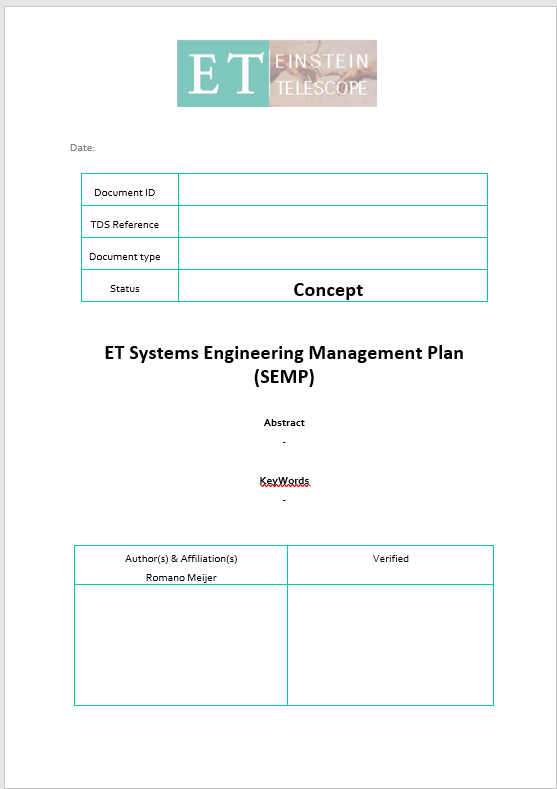 ET EINSTEIN
TELESCOPE
Date:
Document ID
TDS Reference
Document type
Status Concept
ET Systems Engineering Management Plan
(SEMP)
Abstract
-
KeyWords
-
Author(s) & Affiliation(s) Verified
Romano Meijer